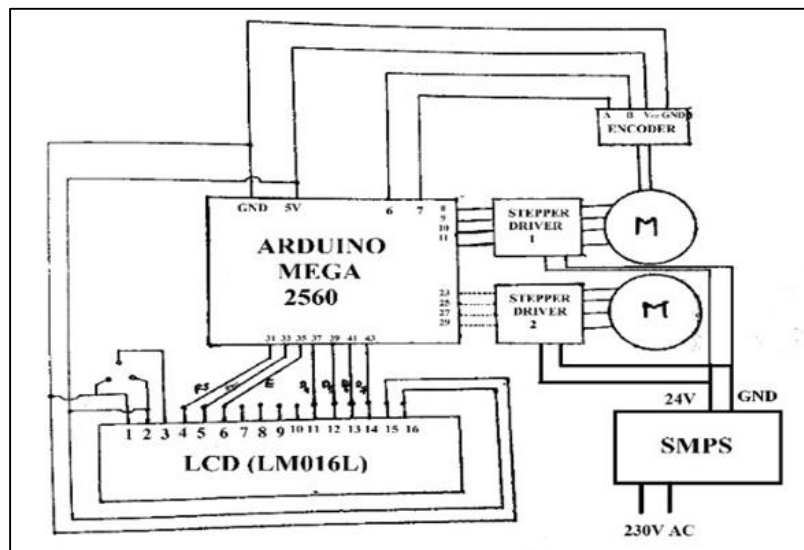 A B Vcc GND
ENCODER
GND 5V 6 7
8
9
10
11
STEPPER
DRIVER
1
M
ARDUINO
MEGA
2560
23
25
27
29
STEPPER
DRIVER
2
M
31 33 35 37 39 41 43
RS
E
24V GND
1 2 3 4 5 6 7 8 9 10 11 12 13 14 15 16
LCD (LM016L)
SMPS
230V AC